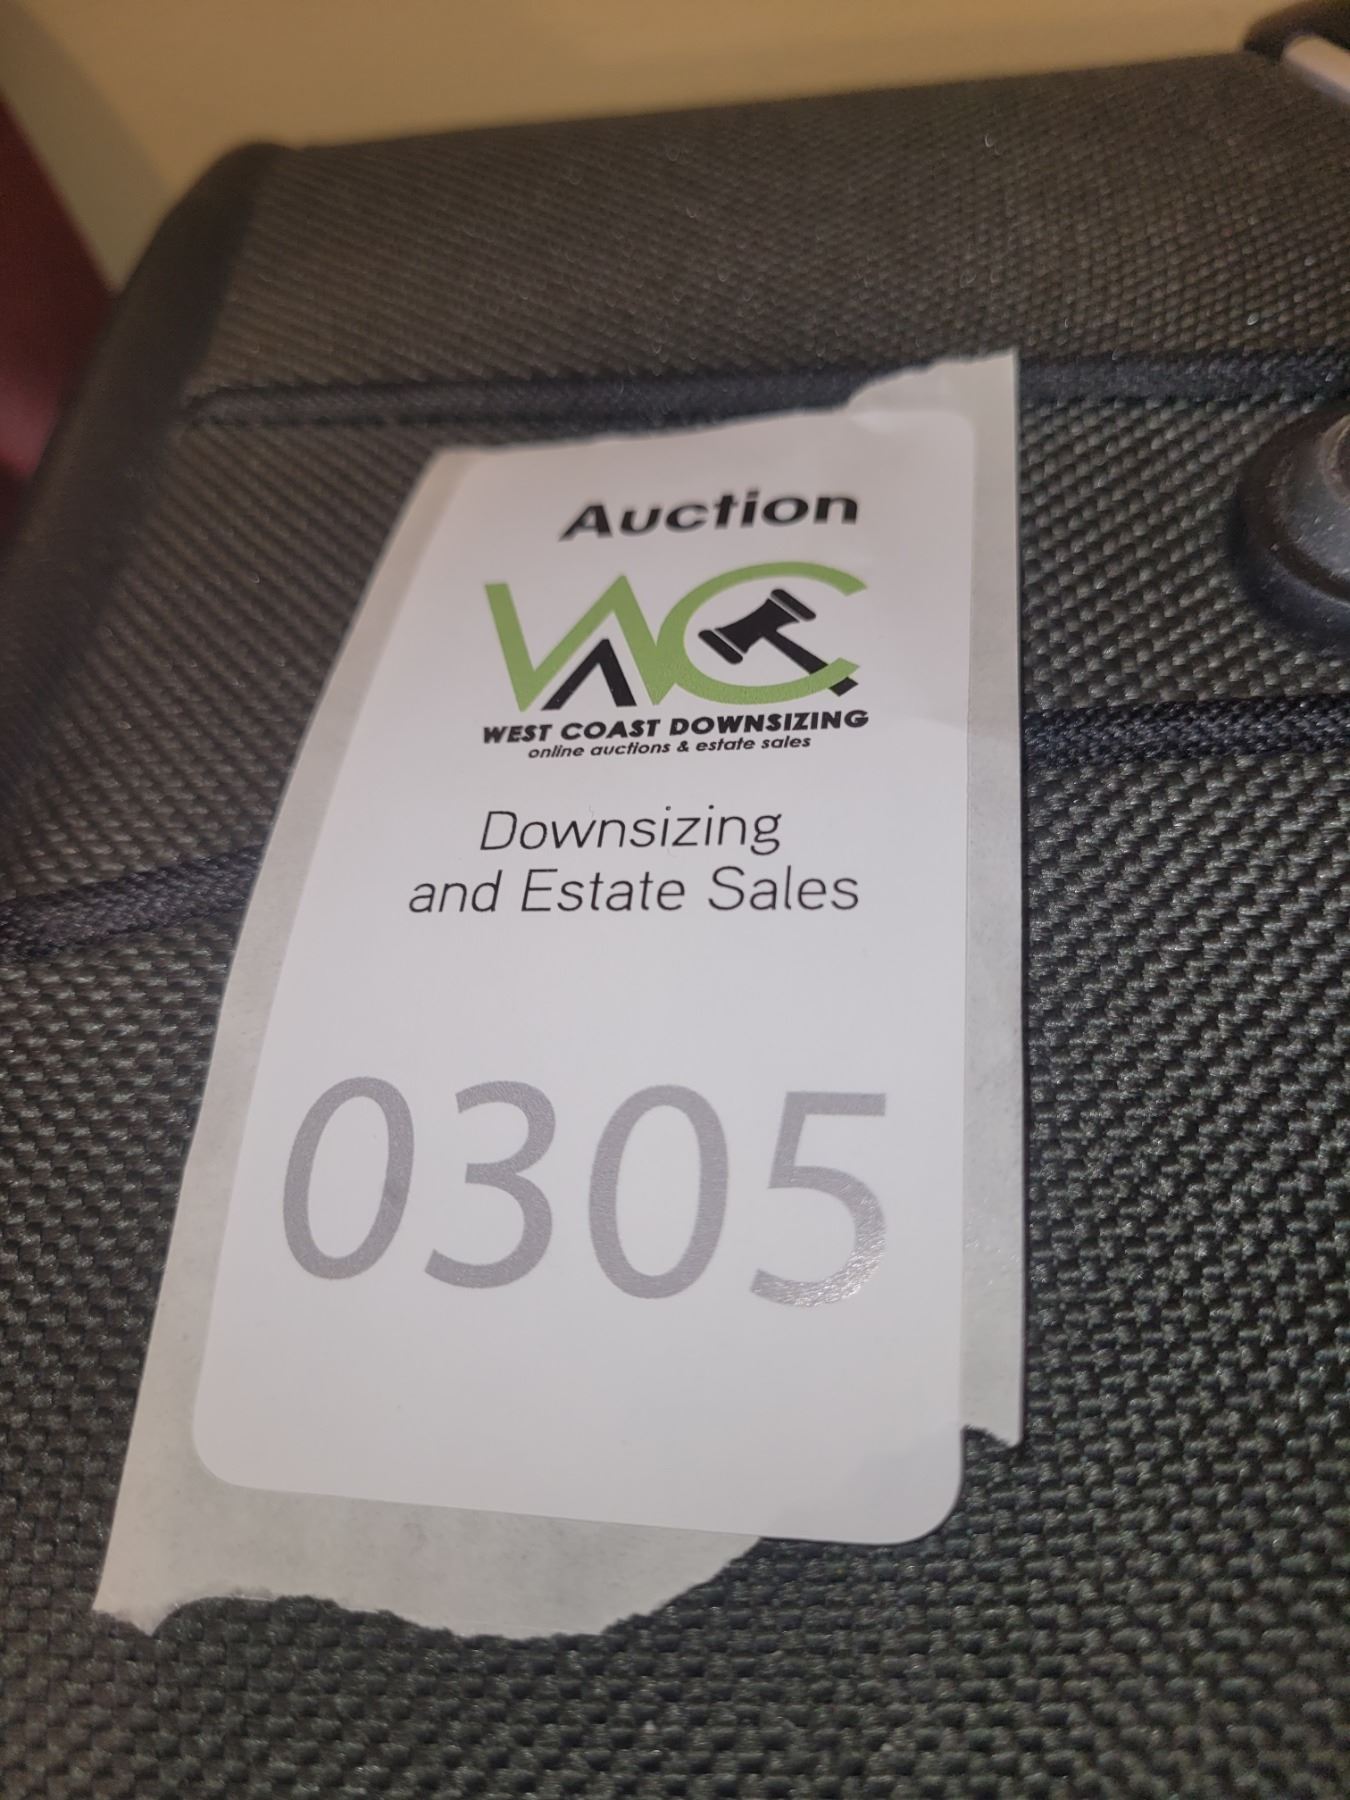 Auction
WC
WEST COAST DOWNSIZING
online auctions & estate sales
Downsizing
and Estate Sales
0305